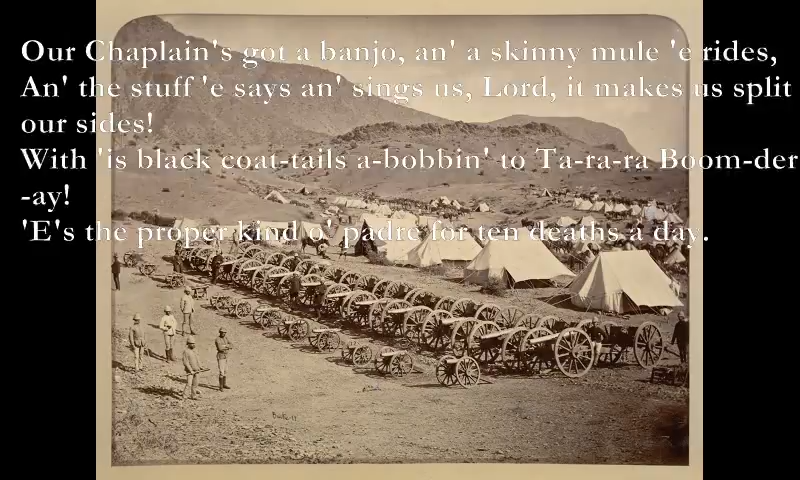 Our Chaplain's got a banjo, an' a skinny mule 'e rides,
An' the stuff 'e says an' sings us, Lord, it makes us split
our sides!
With 'is black coat-tails a-bobbin' to Ta-ra-ra Boom-der
-ay!
'E's the proper kind o' padre for ten deaths a day.